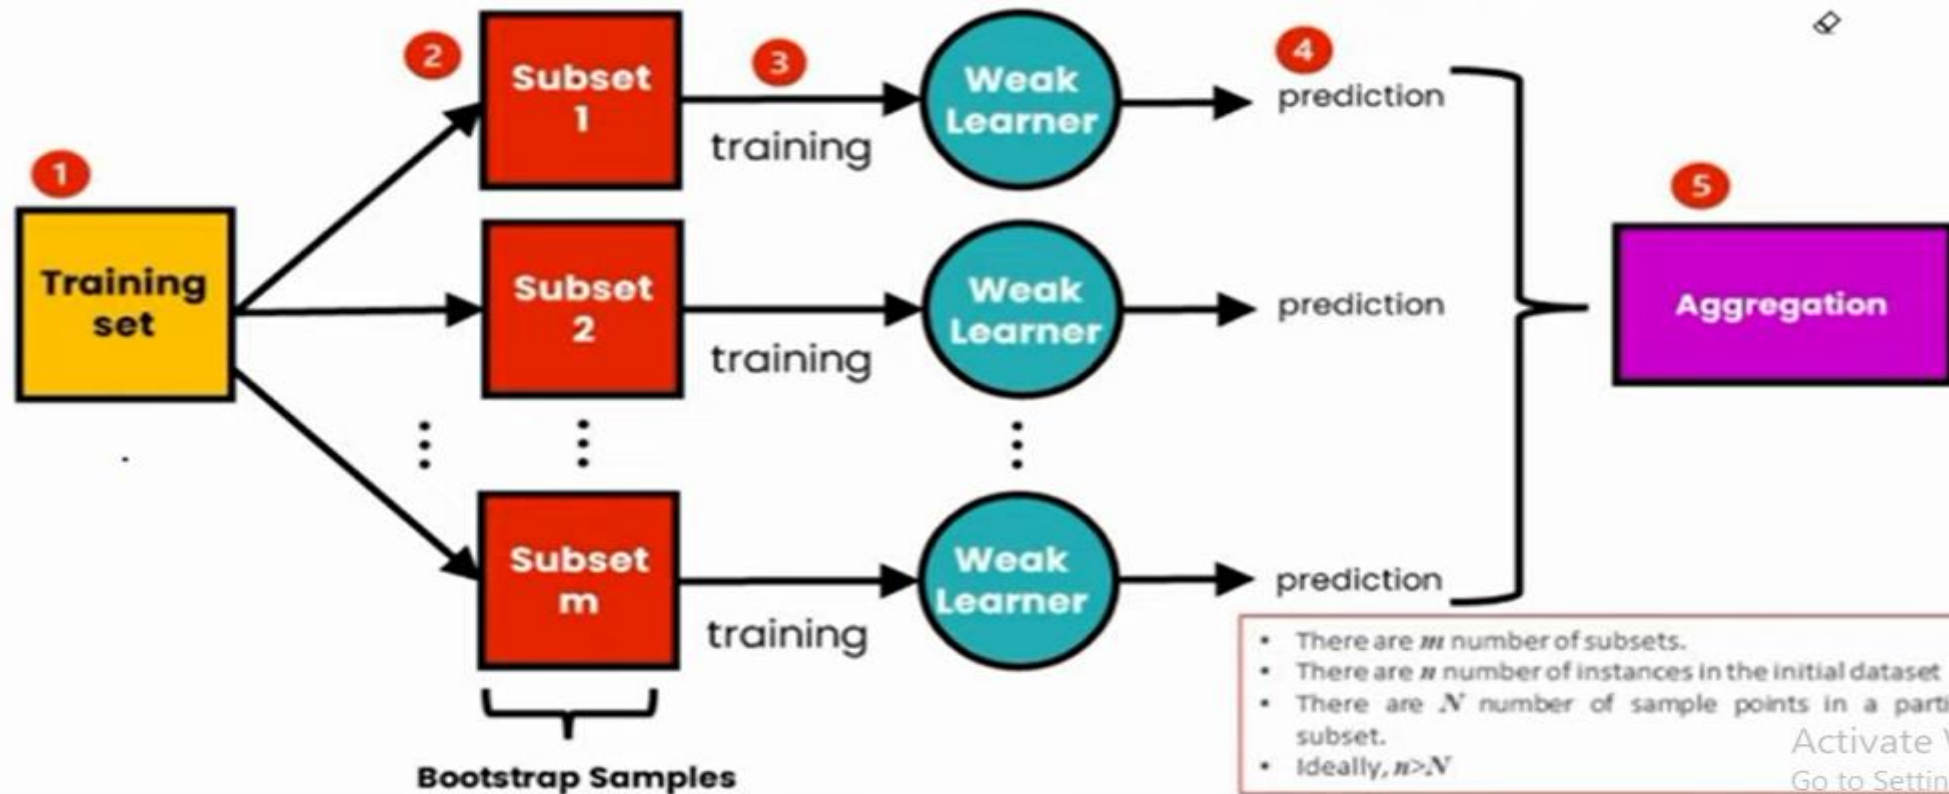 1
Training
set
2
Subset
1
3
training
Weak
Learner
4
prediction
Subset
2
training
Weak
Learner
prediction
Subset
m
training
Weak
Learner
prediction
Bootstrap Samples
5
Aggregation
• There are m number of subsets.
• There are n number of instances in the initial dataset
• There are N number of sample points in a parti
subset.
• Ideally, n>N
Activate
Go to Settin